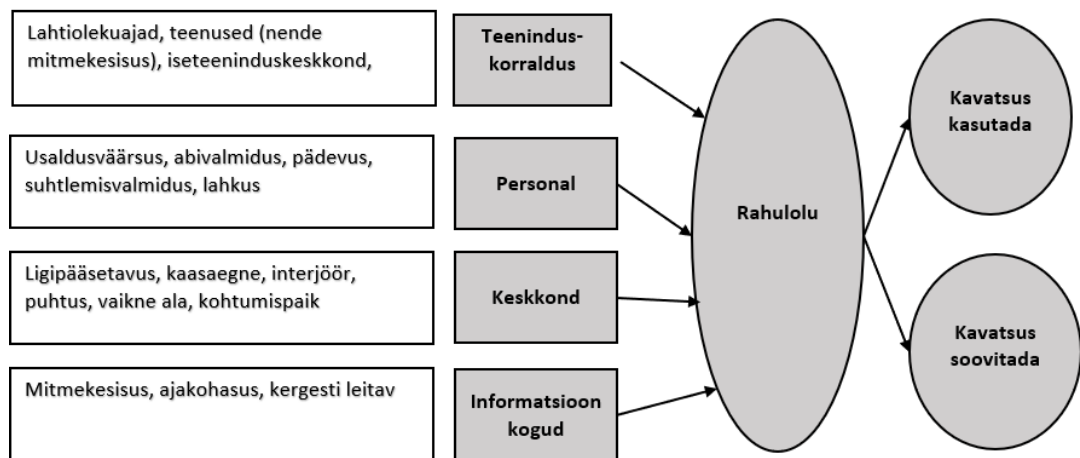 Lahtiolekuajad, teenused (nende
mitmekesisus), iseteeninduskeskkond,
Teenindus-
korraldus
Usaldusväärsus, abivalmidus, pädevus,
suhtlemisvalmidus, lahkus
Personal
Ligipääsetavus, kaasaegne, interjöör,
puhtus, vaikne ala, kohtumispaik
Keskkond
Mitmekesisus, ajakohasus, kergesti leitav
Informatsioon
kogud
Rahulolu
Kavatsus
kasutada
Kavatsus
soovitada